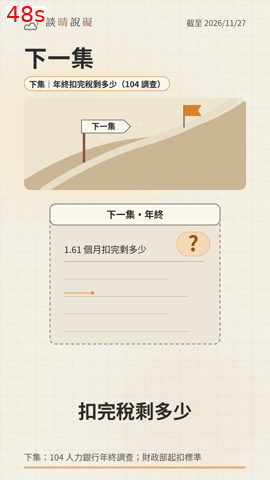 48s
談晴說礙
截至 2026/11/27
下一集
下集｜年終扣完稅剩多少（104 調查）
下一集
下一集・年終
1.61 個月扣完剩多少
?
扣完稅剩多少
下集：104 人力銀行年終調查；財政部起扣標準